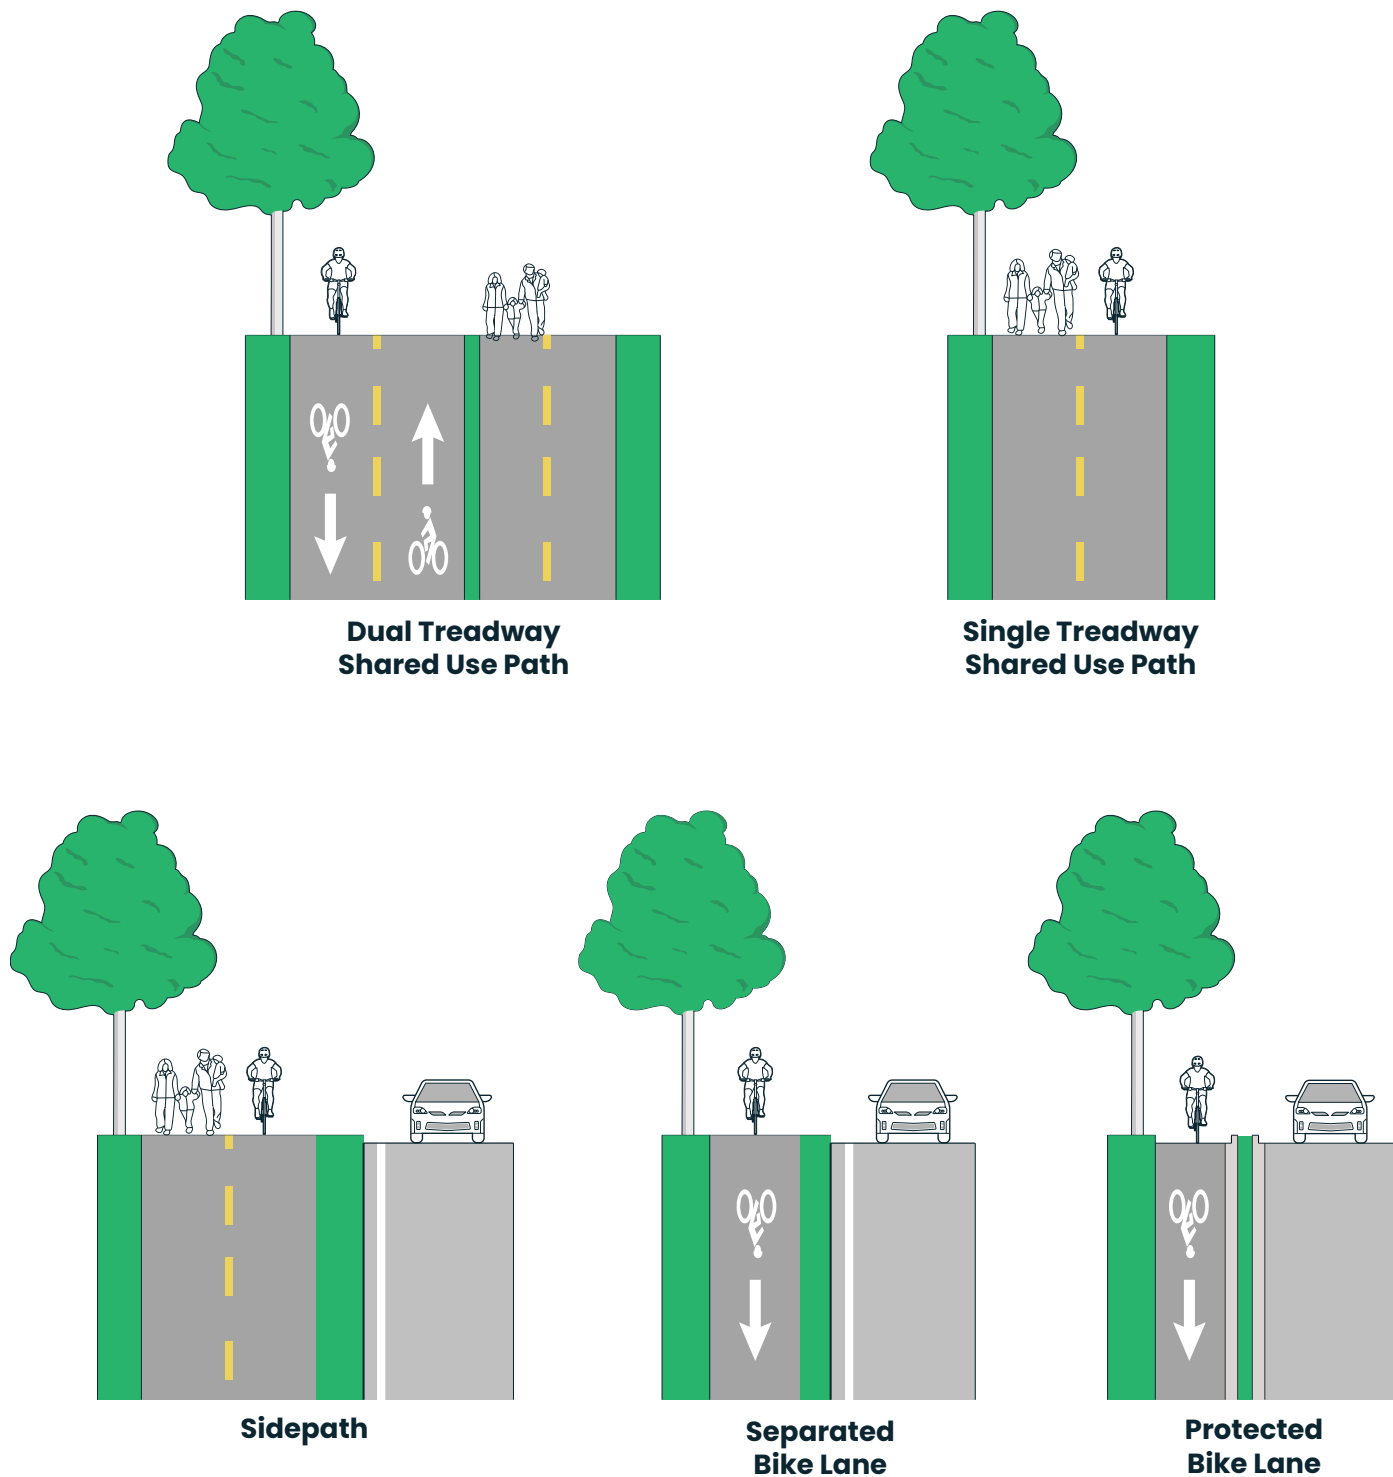 Dual Treadway
Shared Use Path
Single Treadway
Shared Use Path
Sidepath
Separated
Bike Lane
Protected
Bike Lane